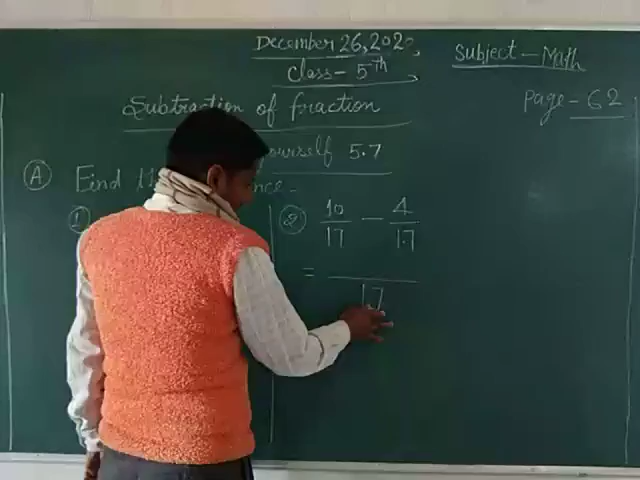 December 26, 2020
Subject - Math
Class - 5th
Page - 62
Subtraction of fraction
ourself 5.7
A Find
1
2 10/17 - 4/17
= /17